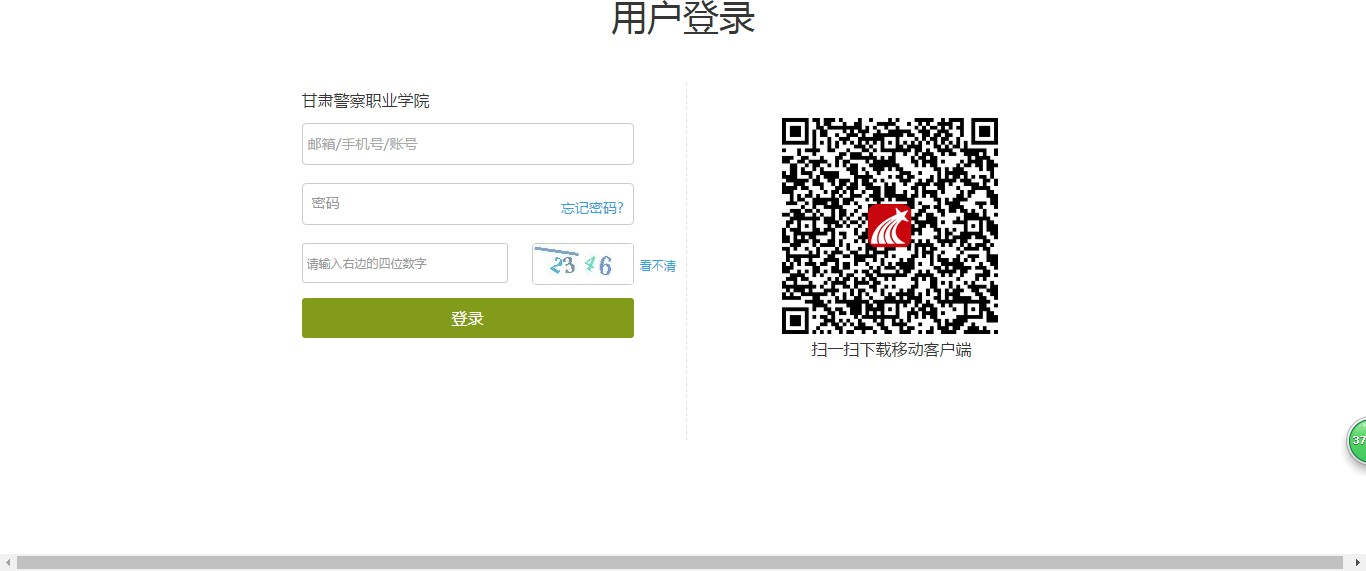 用户登录
甘肃警察职业学院
邮箱/手机号/账号
密码
忘记密码?
请输入右边的四位数字
2346
看不清
登录
扫一扫下载移动客户端
37